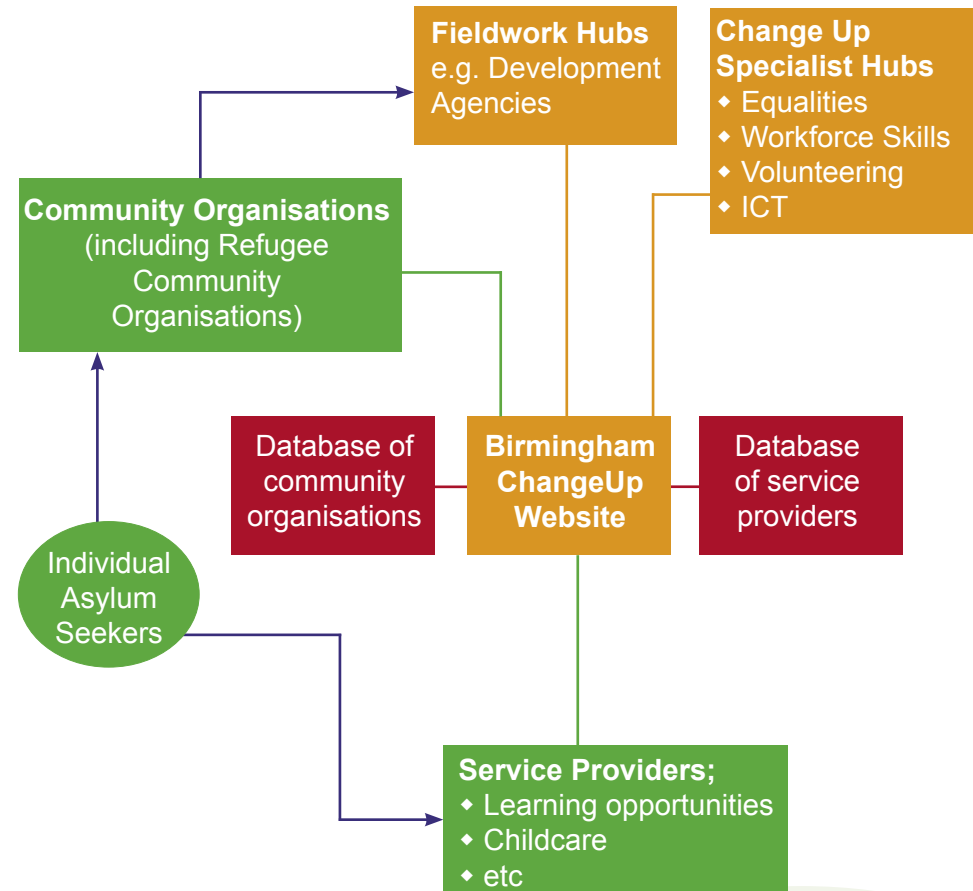 Fieldwork Hubs
e.g. Development
Agencies
Change Up
Specialist Hubs
◆ Equalities
◆ Workforce Skills
◆ Volunteering
◆ ICT
Community Organisations
(including Refugee
Community
Organisations)
Database of
community
organisations
Birmingham
ChangeUp
Website
Database
of service
providers
Individual
Asylum
Seekers
Service Providers;
◆ Learning opportunities
◆ Childcare
◆ etc